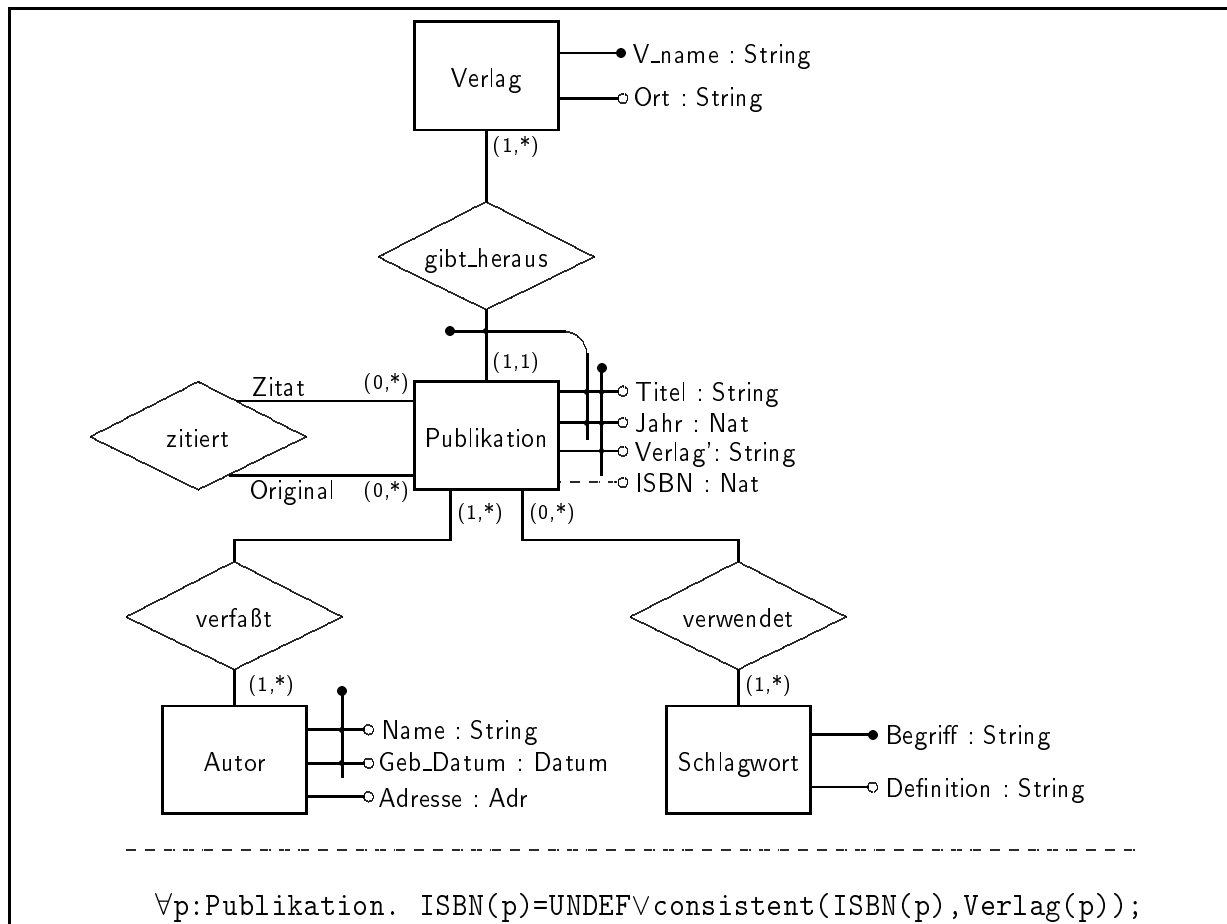 V_name : String
Verlag
Ort : String
(1,*)
gibt_heraus
(1,1)
Zitat
(0,*)
Titel : String
Jahr : Nat
zitiert
Publikation
Verlag': String
ISBN : Nat
Original
(0,*)
(1,*)
(0,*)
verfaßt
verwendet
(1,*)
(1,*)
Name : String
Begriff : String
Autor
Geb_Datum : Datum
Schlagwort
Adresse : Adr
Definition : String
∀p:Publikation. ISBN(p)=UNDEF∨consistent(ISBN(p),Verlag(p));